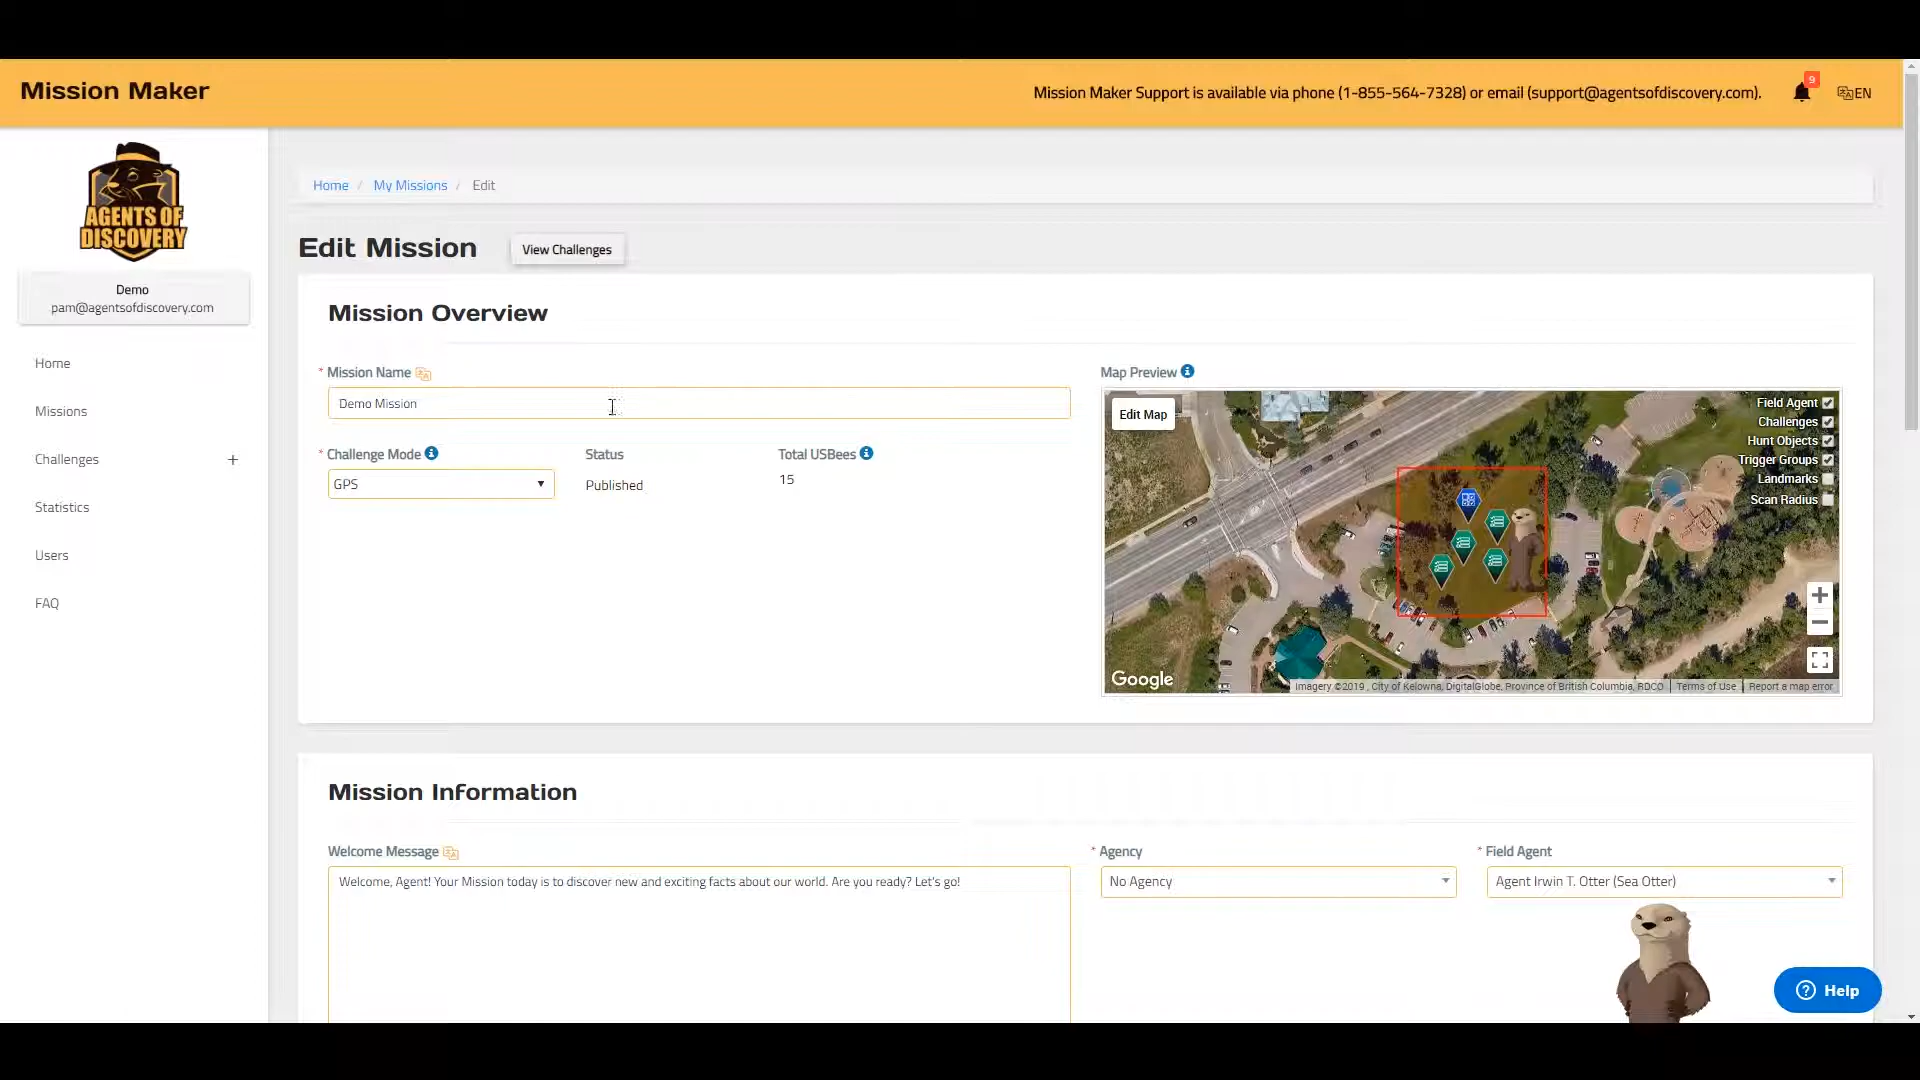 Mission Maker
Mission Maker Support is available via phone (1-855-564-7328) or email (support@agentsofdiscovery.com).
9
EN
AGENTS OF
DISCOVERY
Demo
pam@agentsofdiscovery.com
Home
Missions
Challenges +
Statistics
Users
FAQ
Home / My Missions / Edit
Edit Mission
View Challenges
Mission Overview
* Mission Name
Demo Mission
* Challenge Mode
GPS
Status
Published
Total USBees
15
Map Preview
Edit Map
Field Agent
Challenges
Hunt Objects
Trigger Groups
Landmarks
Scan Radius
Google
Imagery ©2019 , City of Kelowna, DigitalGlobe, Province of British Columbia, RDCO
Terms of Use
Report a map error
Mission Information
Welcome Message
Welcome, Agent! Your Mission today is to discover new and exciting facts about our world. Are you ready? Let's go!
* Agency
No Agency
* Field Agent
Agent Irwin T. Otter (Sea Otter)
Help